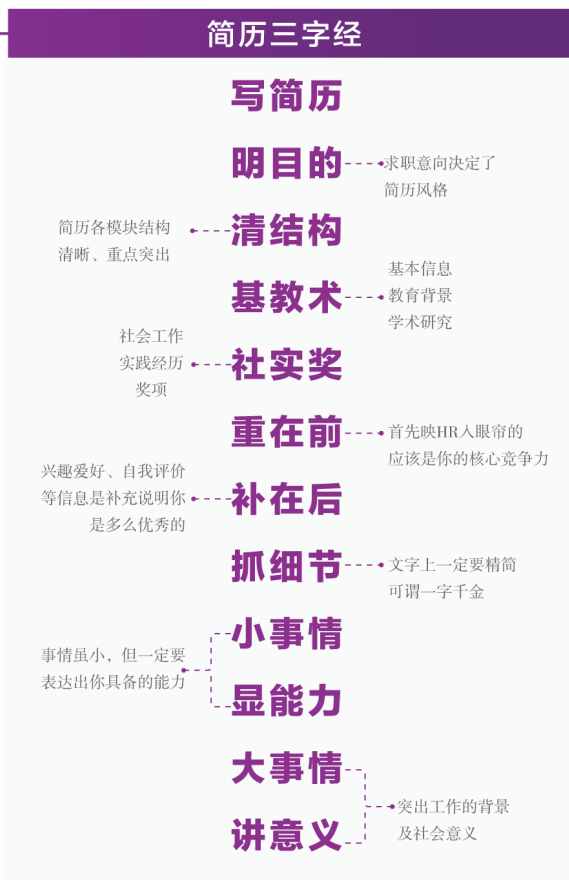 简历三字经
写简历
明目的
求职意向决定了
简历风格
简历各模块结构
清晰、重点突出
清结构
基教术
基本信息
教育背景
学术研究
社会工作
实践经历
奖项
社实奖
重在前
首先映HR入眼帘的
应该是你的核心竞争力
兴趣爱好、自我评价
等信息是补充说明你
是多么优秀的
补在后
抓细节
文字上一定要精简
可谓一字千金
小事情
事情虽小，但一定要
表达出你具备的能力
显能力
大事情
突出工作的背景
及社会意义
讲意义